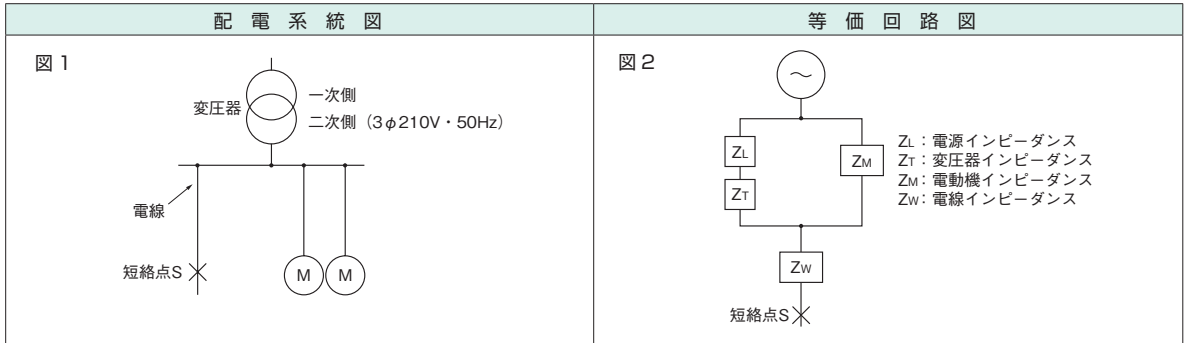 配電系統図
等価回路図
図1
変圧器
一次側
二次側（3φ210V・50Hz）
電線
短絡点S
M
M
図2
～
ZL
ZT
ZM
ZL：電源インピーダンス
ZT：変圧器インピーダンス
ZM：電動機インピーダンス
ZW：電線インピーダンス
ZW
短絡点S